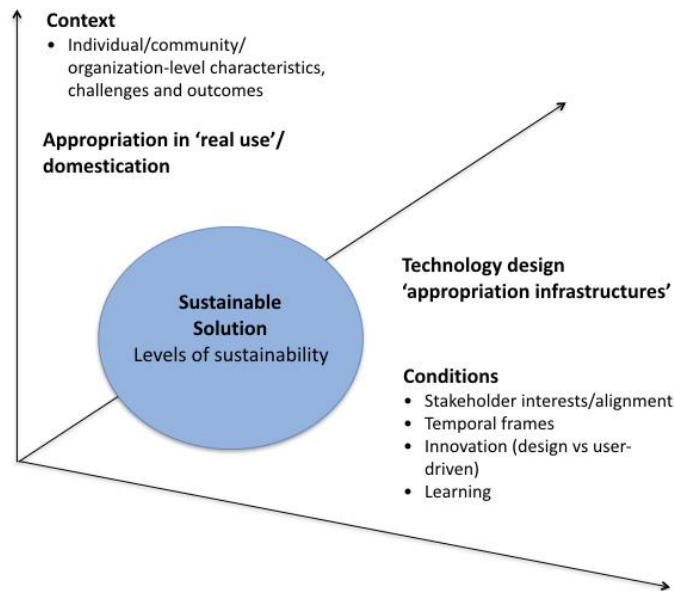 Context
• Individual/community/
organization-level characteristics,
challenges and outcomes
Appropriation in ‘real use’/
domestication
Sustainable
Solution
Levels of sustainability
Technology design
‘appropriation infrastructures’
Conditions
• Stakeholder interests/alignment
• Temporal frames
• Innovation (design vs user-
driven)
• Learning